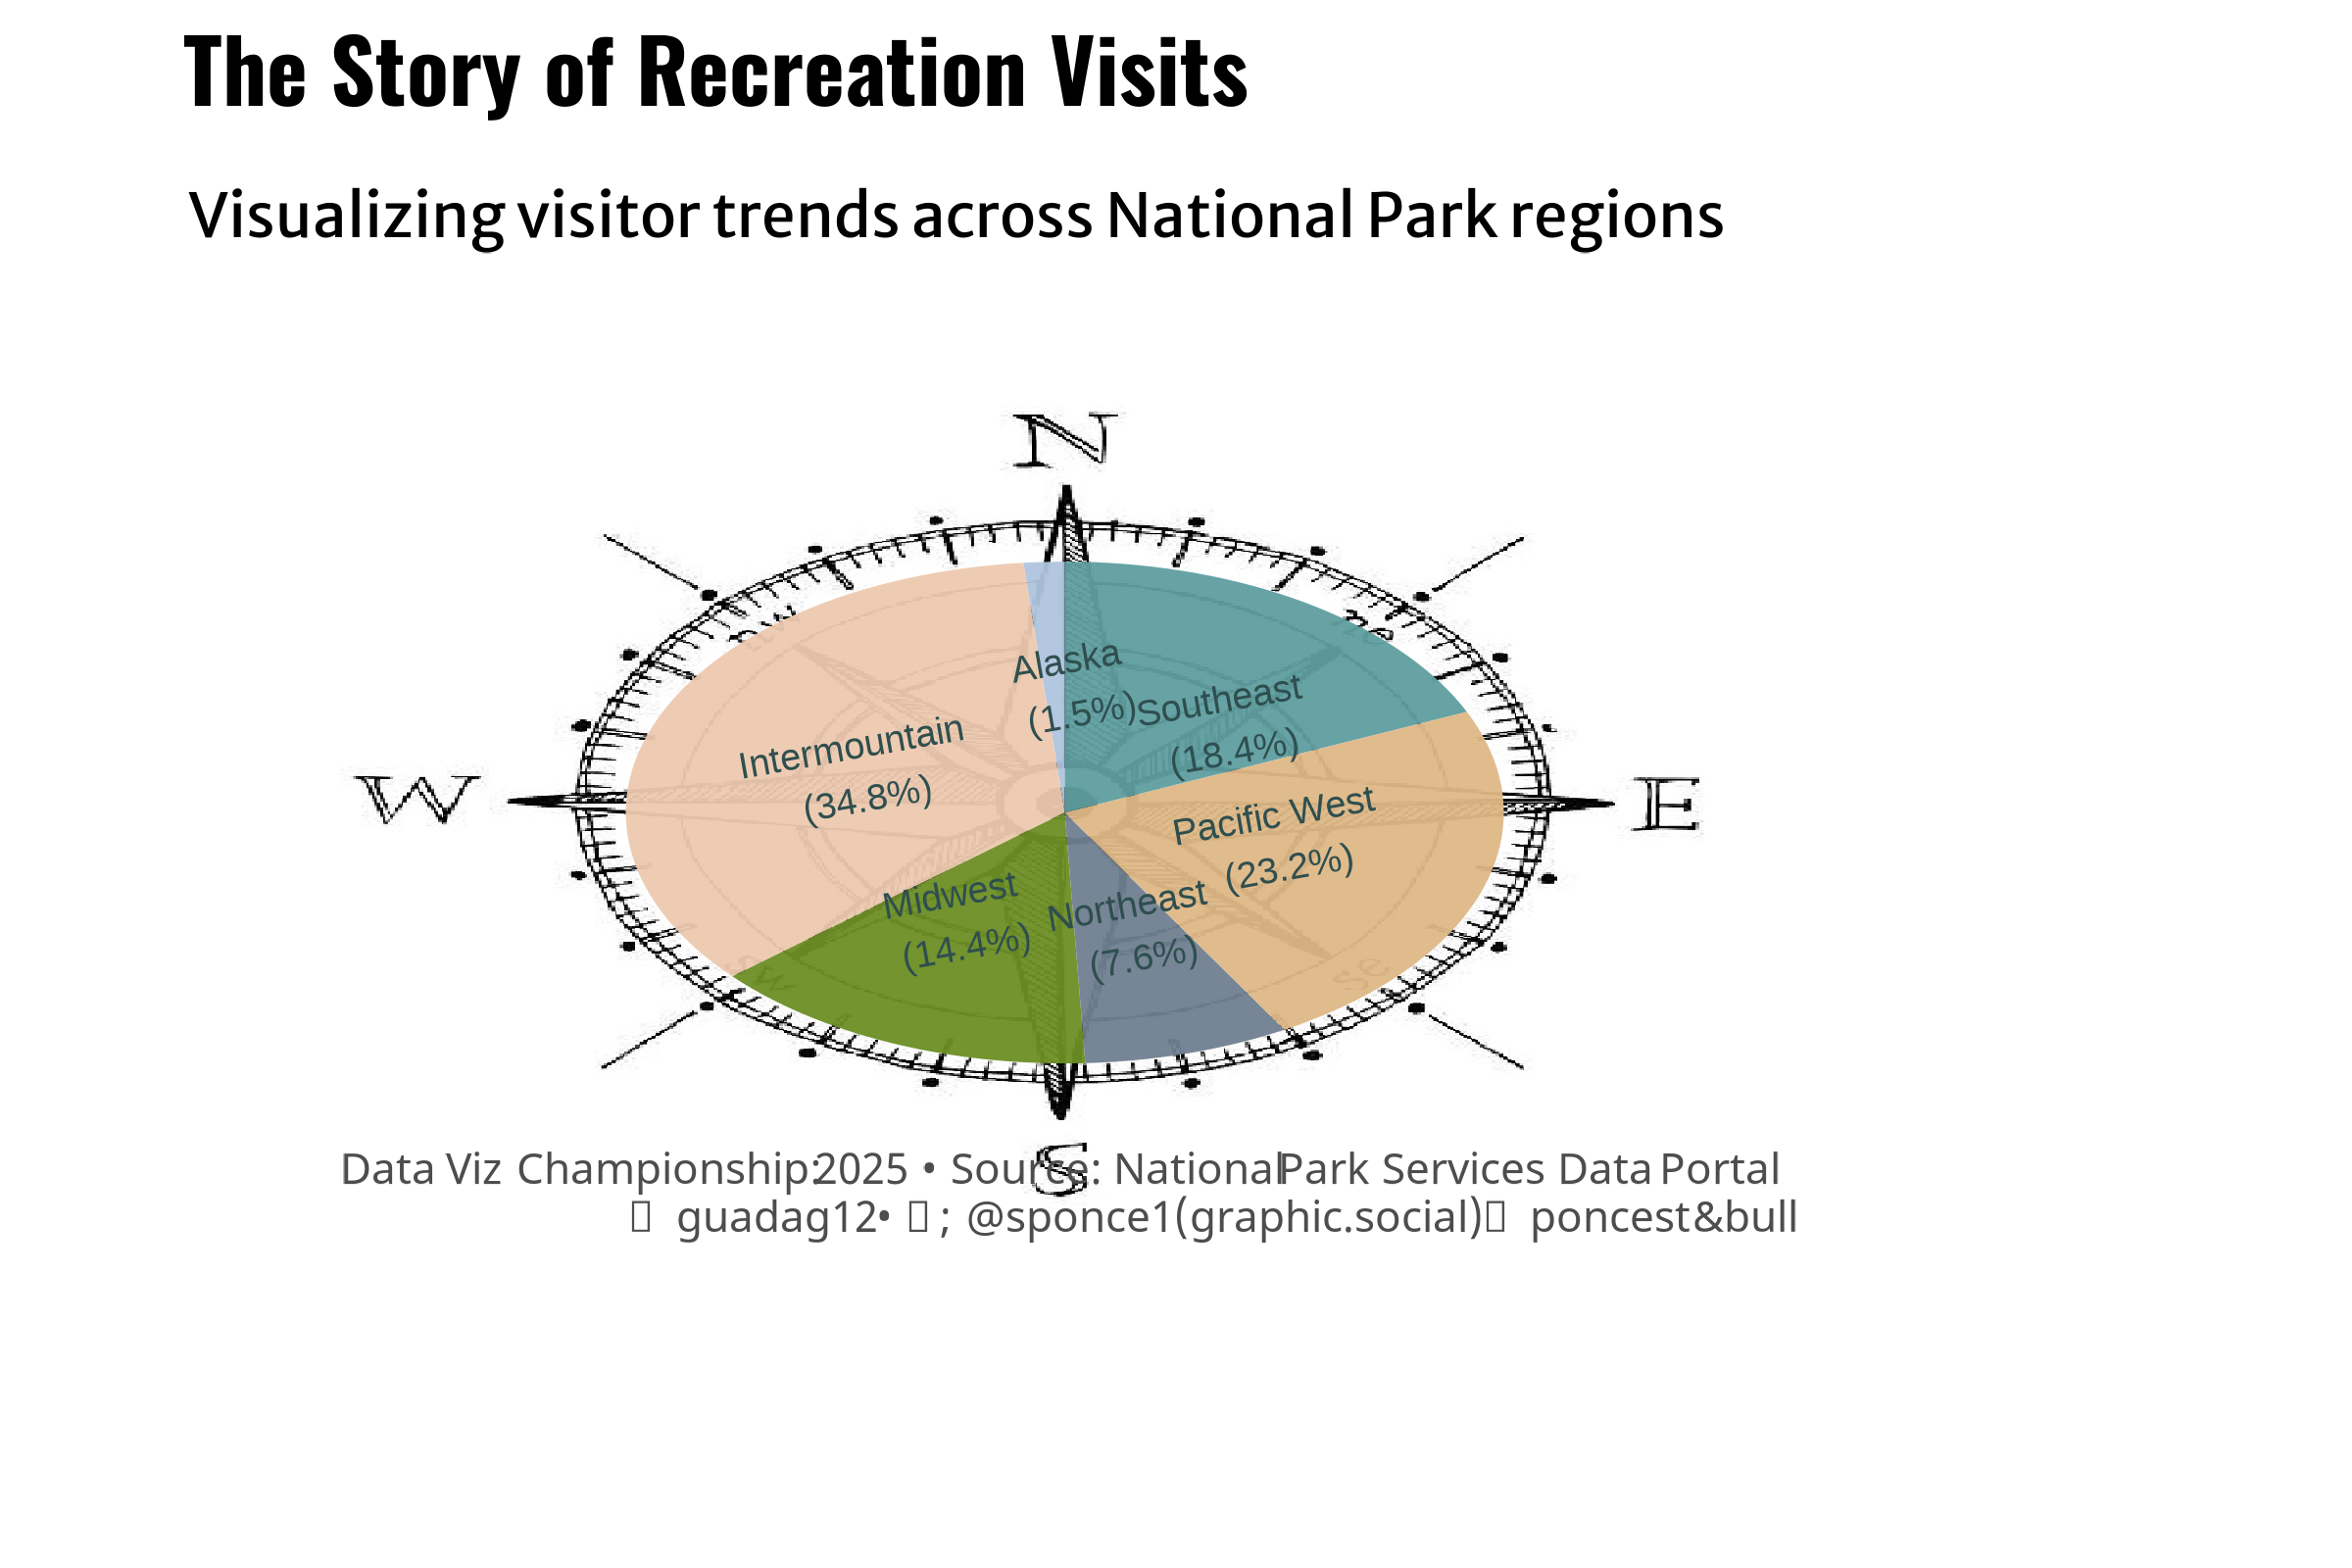 The Story of Recreation Visits
Visualizing visitor trends across National Park regions
N
Alaska
(1.5%)
Southeast
(18.4%)
Intermountain
(34.8%)
W
E
Pacific West
(23.2%)
Midwest
(14.4%)
Northeast
(7.6%)
SE
S
Data Viz Championship:2025 • Source: National Park Services Data Portal
guadag12• ; @sponce1(graphic.social) poncest&bull